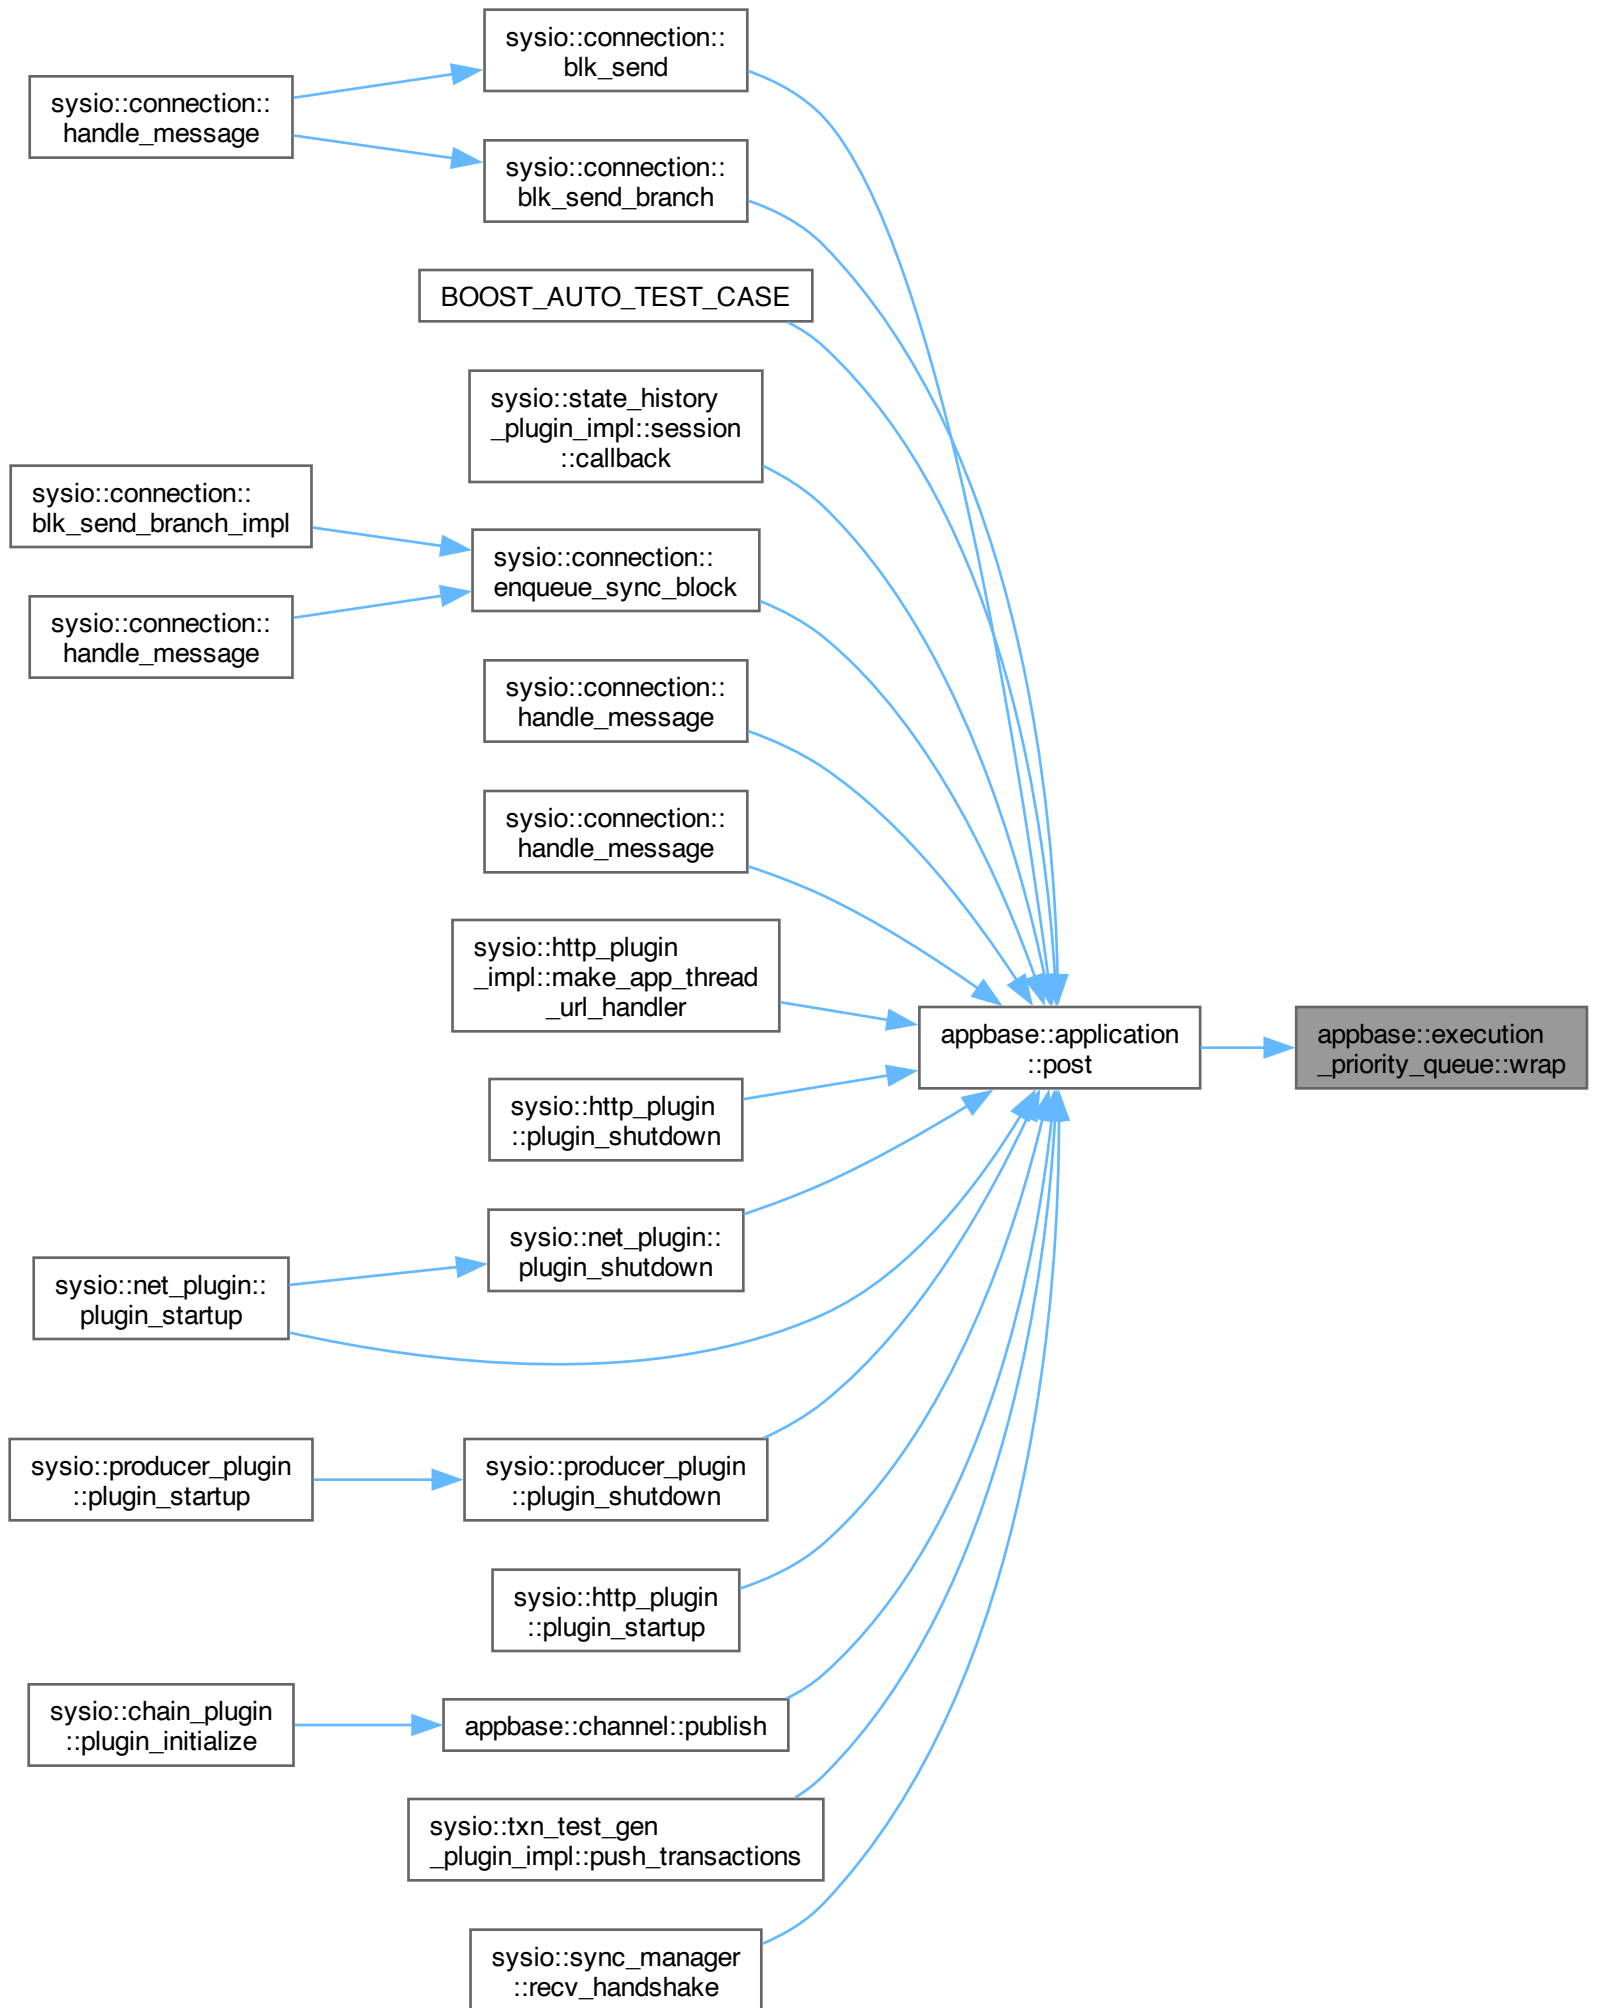 sysio::connection::
blk_send
sysio::connection::
handle_message
sysio::connection::
blk_send_branch
BOOST_AUTO_TEST_CASE
sysio::state_history
_plugin_impl::session
::callback
sysio::connection::
blk_send_branch_impl
sysio::connection::
enqueue_sync_block
sysio::connection::
handle_message
sysio::connection::
handle_message
sysio::connection::
handle_message
sysio::http_plugin
_impl::make_app_thread
_url_handler
appbase::application
::post
appbase::execution
_priority_queue::wrap
sysio::http_plugin
::plugin_shutdown
sysio::net_plugin::
plugin_shutdown
sysio::net_plugin::
plugin_startup
sysio::producer_plugin
::plugin_startup
sysio::producer_plugin
::plugin_shutdown
sysio::http_plugin
::plugin_startup
sysio::chain_plugin
::plugin_initialize
appbase::channel::publish
sysio::txn_test_gen
_plugin_impl::push_transactions
sysio::sync_manager
::recv_handshake